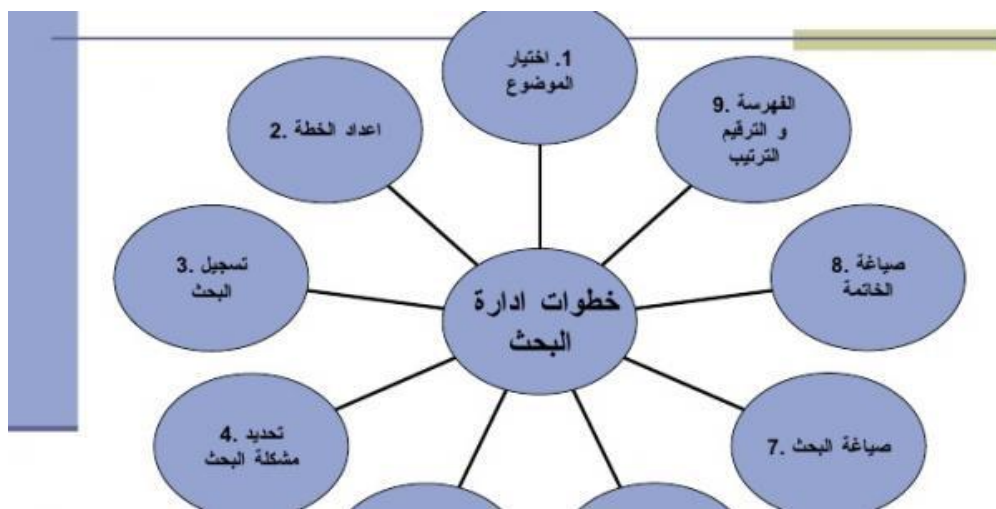 خطوات ادارة
البحث
1. اختيار
الموضوع
2. اعداد الخطة
3. تسجيل
البحث
4. تحديد
مشكلة البحث
7. صياغة البحث
8. صياغة
الخاتمة
9. الفهرسة
و الترقيم
الترتيب